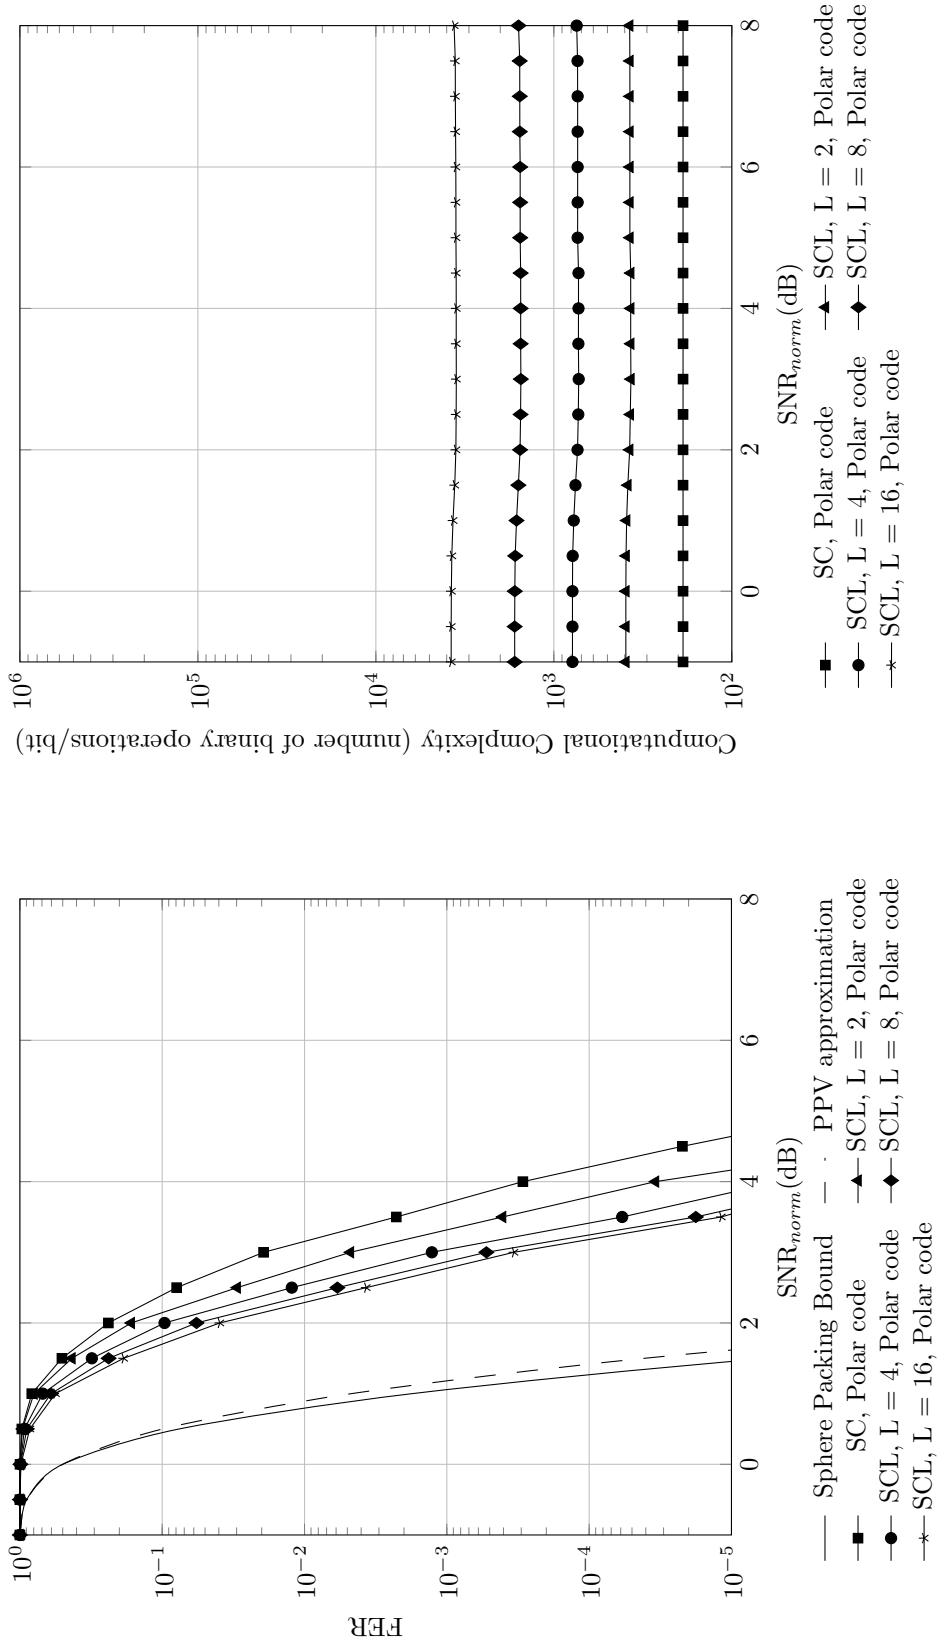 10^0
10^{-1}
10^{-2}
10^{-3}
10^{-4}
10^{-5}
FER
0
2
4
6
8
SNR_{norm}(dB)
Sphere Packing Bound
PPV approximation
SC, Polar code
SCL, L = 2, Polar code
SCL, L = 4, Polar code
SCL, L = 8, Polar code
SCL, L = 16, Polar code
10^6
10^5
10^4
10^3
10^2
Computational Complexity (number of binary operations/bit)
0
2
4
6
8
SNR_{norm}(dB)
SC, Polar code
SCL, L = 2, Polar code
SCL, L = 4, Polar code
SCL, L = 8, Polar code
SCL, L = 16, Polar code